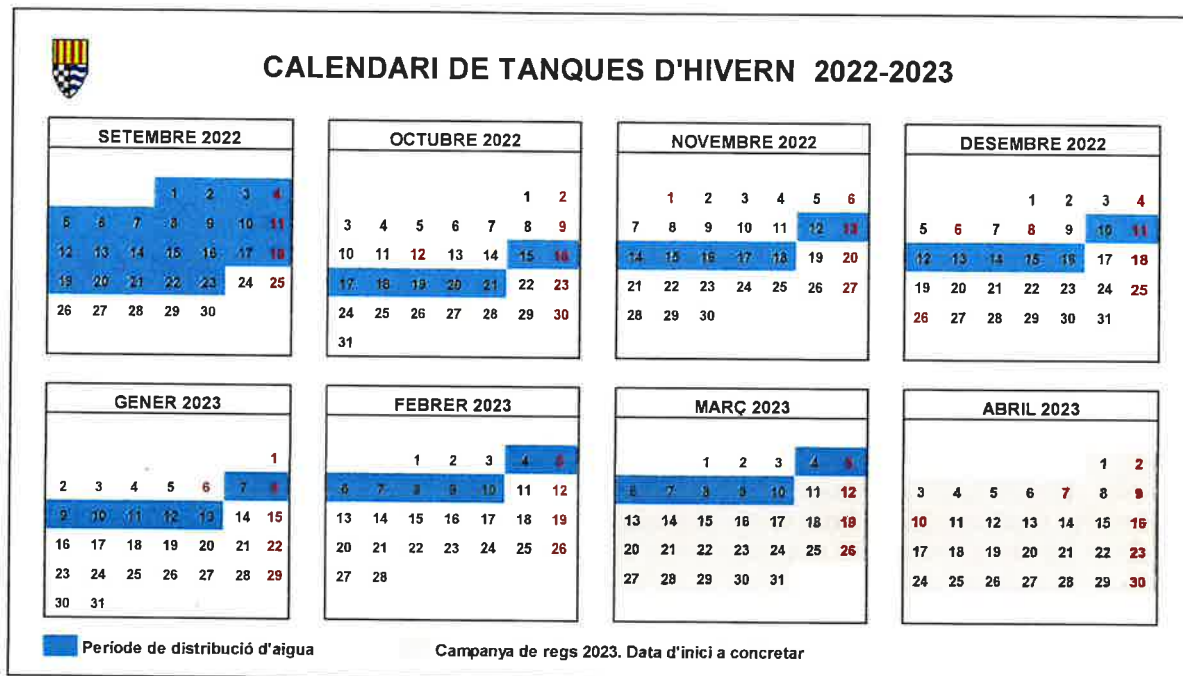 CALENDARI DE TANQUES D'HIVERN 2022-2023
SETEMBRE 2022
1 2 3 4
5 6 7 8 9 10 11
12 13 14 15 16 17 18
19 20 21 22 23 24 25
26 27 28 29 30
OCTUBRE 2022
1 2
3 4 5 6 7 8 9
10 11 12 13 14 15 16
17 18 19 20 21 22 23
24 25 26 27 28 29 30
31
NOVEMBRE 2022
1 2 3 4 5 6
7 8 9 10 11 12 13
14 15 16 17 18 19 20
21 22 23 24 25 26 27
28 29 30
DESEMBRE 2022
1 2 3 4
5 6 7 8 9 10 11
12 13 14 15 16 17 18
19 20 21 22 23 24 25
26 27 28 29 30 31
GENER 2023
1
2 3 4 5 6 7 8
9 10 11 12 13 14 15
16 17 18 19 20 21 22
23 24 25 26 27 28 29
30 31
FEBRER 2023
1 2 3 4 5
6 7 8 9 10 11 12
13 14 15 16 17 18 19
20 21 22 23 24 25 26
27 28
MARÇ 2023
1 2 3 4 5
6 7 8 9 10 11 12
13 14 15 16 17 18 19
20 21 22 23 24 25 26
27 28 29 30 31
ABRIL 2023
1 2
3 4 5 6 7 8 9
10 11 12 13 14 15 16
17 18 19 20 21 22 23
24 25 26 27 28 29 30
Període de distribució d'aigua
Campanya de regs 2023. Data d'inici a concretar